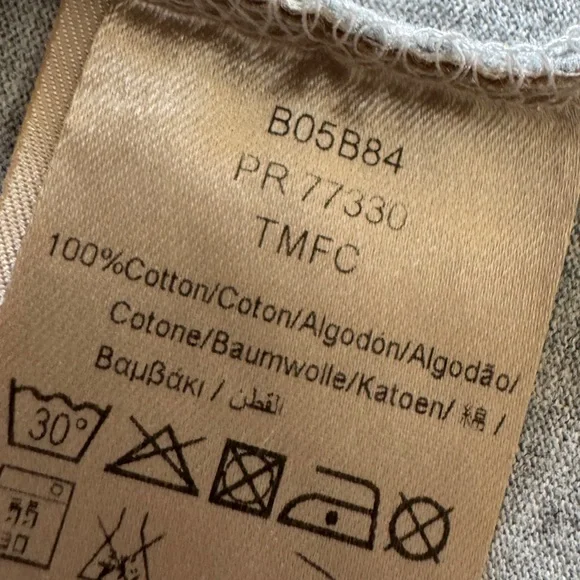 B05B84
PR 77330
TMFC
100%Cotton/Coton/Algodón/Algodão/
Cotone/Baumwolle/Katoen/ 綿 /
Βαμβάκι / القطن
30°